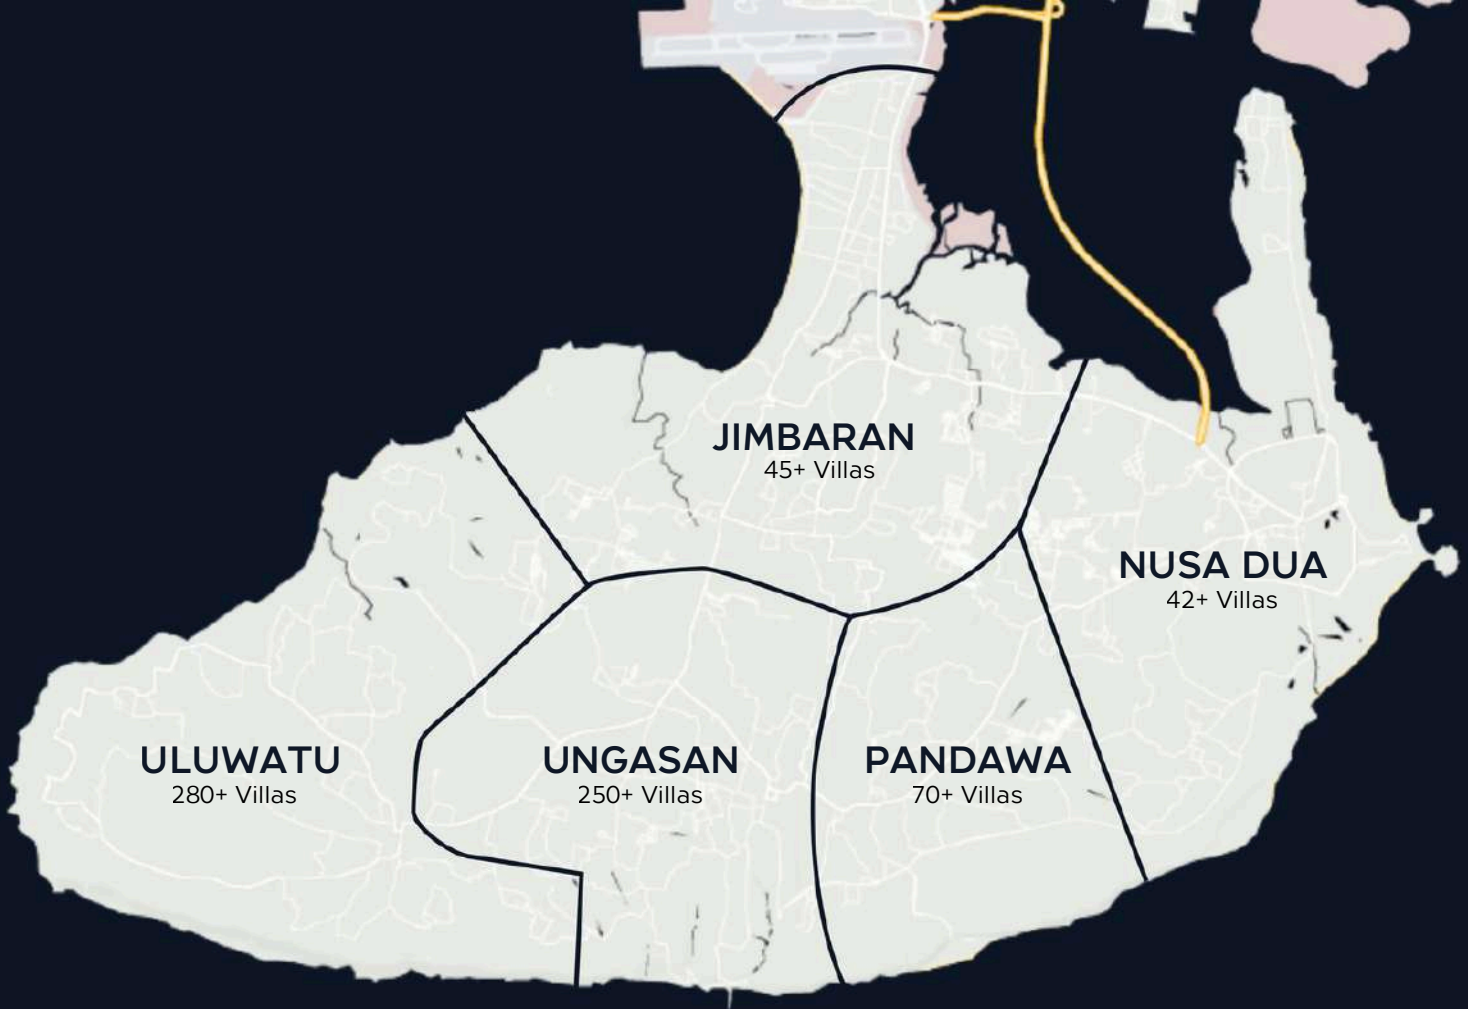 JIMBARAN
45+ Villas
NUSA DUA
42+ Villas
ULUWATU
280+ Villas
UNGASAN
250+ Villas
PANDAWA
70+ Villas